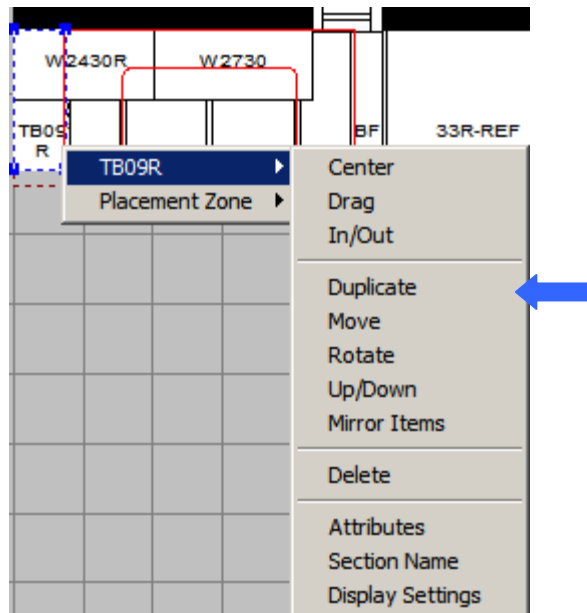 W2430R
W2730
TB09
R
BF
33R-REF
TB09R
Placement Zone
Center
Drag
In/Out
Duplicate
Move
Rotate
Up/Down
Mirror Items
Delete
Attributes
Section Name
Display Settings